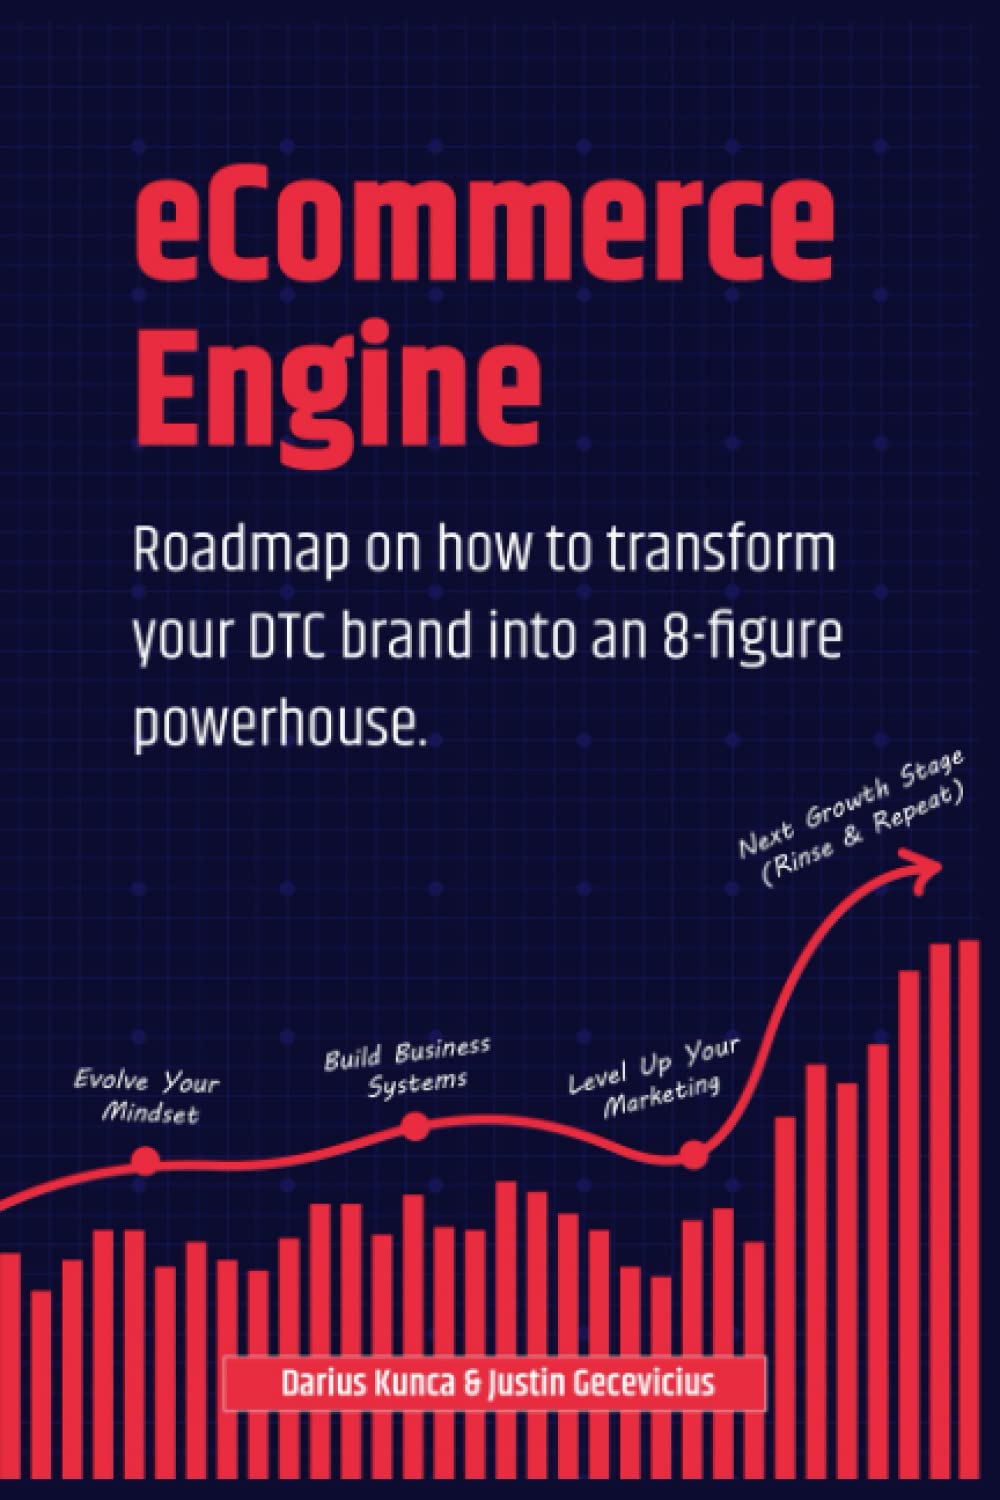 eCommerce
Engine
Roadmap on how to transform
your DTC brand into an 8-figure
powerhouse.
Next Growth Stage
(Rinse & Repeat)
Evolve Your
Mindset
Build Business
Systems
Level Up Your
Marketing
Darius Kunca & Justin Gecevicius